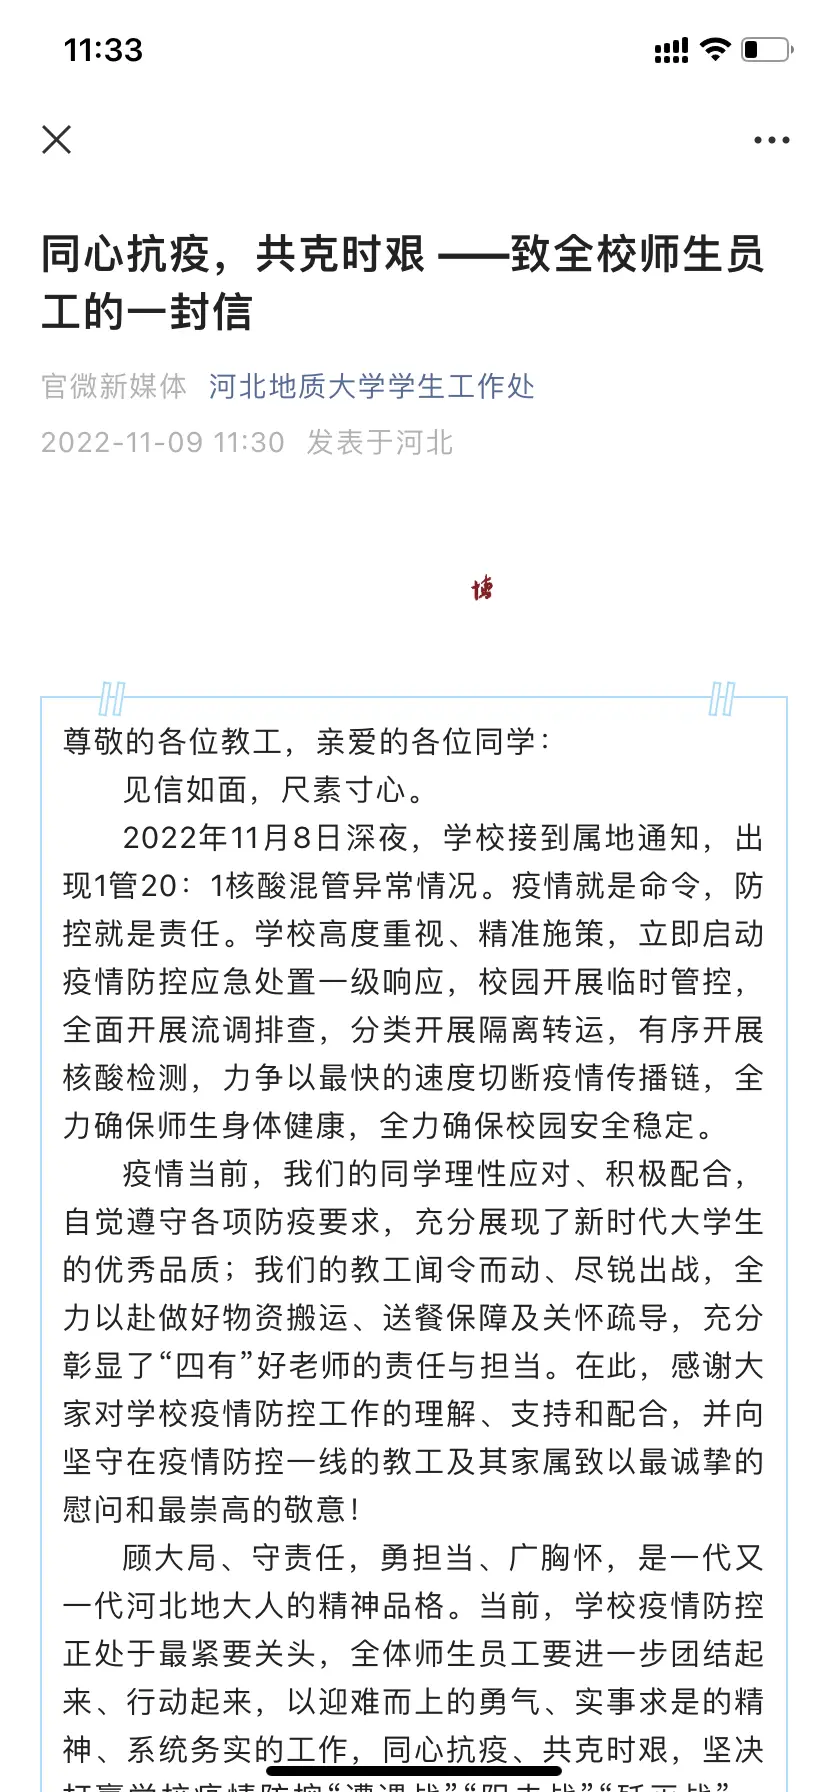 11:33
同心抗疫，共克时艰 ——致全校师生员
工的一封信
官微新媒体 河北地质大学学生工作处
2022-11-09 11:30 发表于河北
博
尊敬的各位教工，亲爱的各位同学：
见信如面，尺素寸心。
2022年11月8日深夜，学校接到属地通知，出
现1管20：1核酸混管异常情况。疫情就是命令，防
控就是责任。学校高度重视、精准施策，立即启动
疫情防控应急处置一级响应，校园开展临时管控，
全面开展流调排查，分类开展隔离转运，有序开展
核酸检测，力争以最快的速度切断疫情传播链，全
力确保师生身体健康，全力确保校园安全稳定。
疫情当前，我们的同学理性应对、积极配合，
自觉遵守各项防疫要求，充分展现了新时代大学生
的优秀品质；我们的教工闻令而动、尽锐出战，全
力以赴做好物资搬运、送餐保障及关怀疏导，充分
彰显了“四有”好老师的责任与担当。在此，感谢大
家对学校疫情防控工作的理解、支持和配合，并向
坚守在疫情防控一线的教工及其家属致以最诚挚的
慰问和最崇高的敬意！
顾大局、守责任，勇担当、广胸怀，是一代又
一代河北地大人的精神品格。当前，学校疫情防控
正处于最紧要关头，全体师生员工要进一步团结起
来、行动起来，以迎难而上的勇气、实事求是的精
神、系统务实的工作，同心抗疫、共克时艰，坚决
打赢学校疫情防控“遭遇战”“阻击战”“歼灭战”。